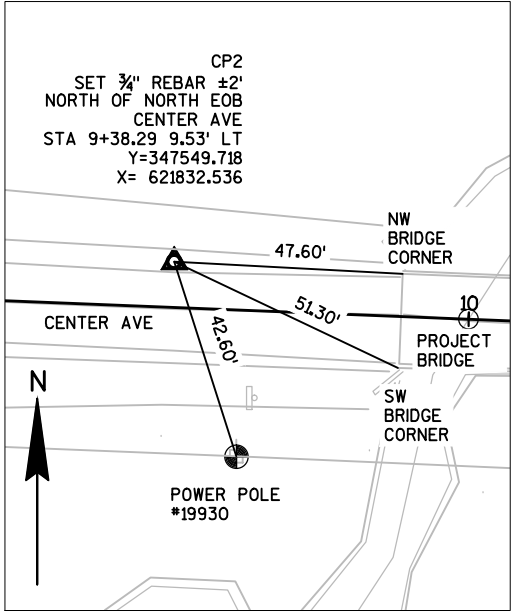 CP2
SET ¾" REBAR ±2'
NORTH OF NORTH EOB
CENTER AVE
STA 9+38.29 9.53' LT
Y=347549.718
X= 621832.536
NW
BRIDGE
CORNER
47.60'
51.30'
42.60'
10
CENTER AVE
PROJECT
BRIDGE
N
SW
BRIDGE
CORNER
POWER POLE
#19930